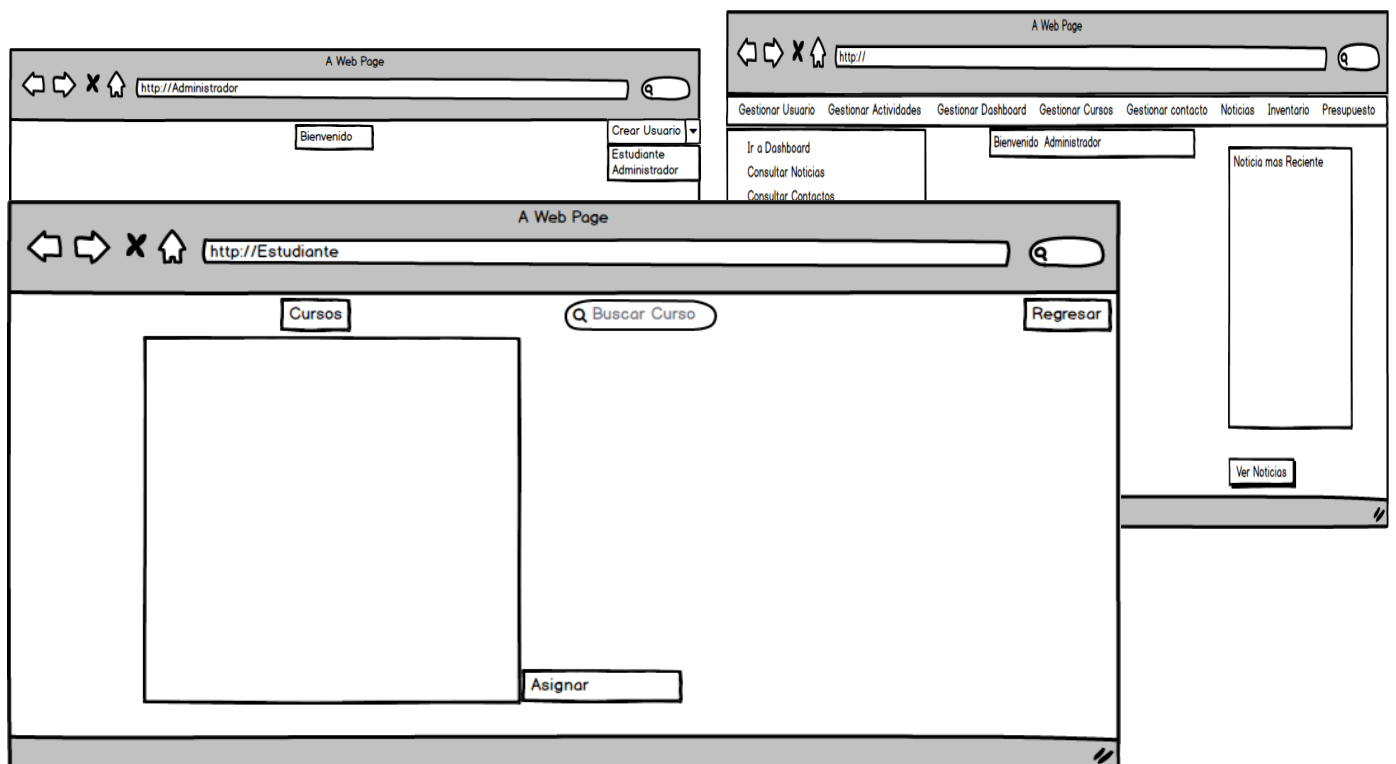 A Web Page
http://Administrador
Bienvenido
Crear Usuario
Estudiante
Administrador
A Web Page
http://
Gestionar Usuario Gestionar Actividades Gestionar Dashboard Gestionar Cursos Gestionar contacto Noticias Inventario Presupuesto
Ir a Dashboard
Consultar Noticias
Consultar Contactos
Bienvenido Administrador
Noticia mas Reciente
Ver Noticias
A Web Page
http://Estudiante
Cursos
Buscar Curso
Regresar
Asignar